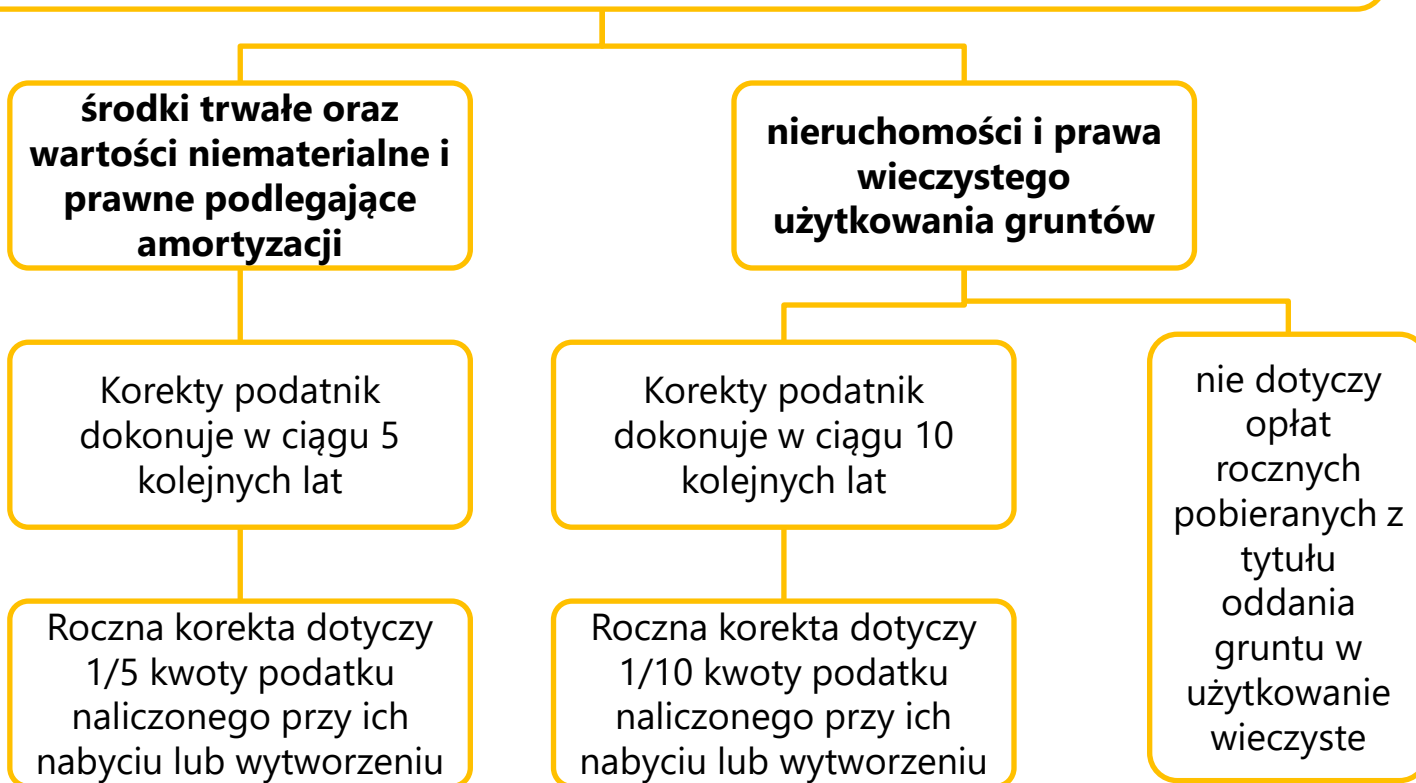 środki trwałe oraz
wartości niematerialne i
prawne podlegające
amortyzacji
nieruchomości i prawa
wieczystego
użytkowania gruntów
Korekty podatnik
dokonuje w ciągu 5
kolejnych lat
Korekty podatnik
dokonuje w ciągu 10
kolejnych lat
nie dotyczy
opłat
rocznych
pobieranych z
tytułu
oddania
gruntu w
użytkowanie
wieczyste
Roczna korekta dotyczy
1/5 kwoty podatku
naliczonego przy ich
nabyciu lub wytworzeniu
Roczna korekta dotyczy
1/10 kwoty podatku
naliczonego przy ich
nabyciu lub wytworzeniu